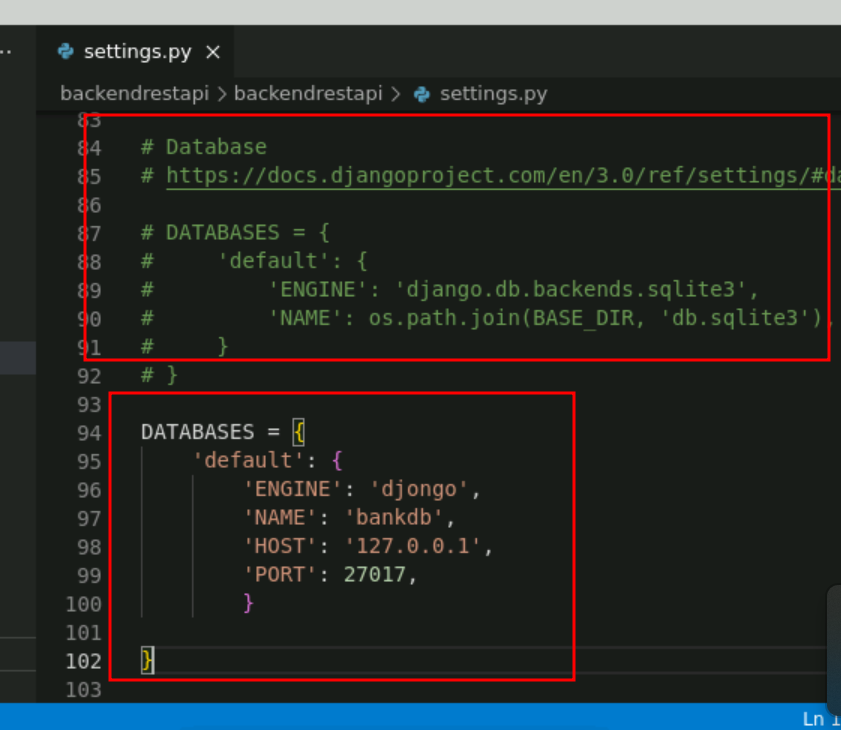 settings.py
backendrestapi > backendrestapi > settings.py
83
84 # Database
85 # https://docs.djangoproject.com/en/3.0/ref/settings/#da
86
87 # DATABASES = {
88 #     'default': {
89 #         'ENGINE': 'django.db.backends.sqlite3',
90 #         'NAME': os.path.join(BASE_DIR, 'db.sqlite3'),
91 #     }
92 # }
93
94 DATABASES = {
95     'default': {
96         'ENGINE': 'djongo',
97         'NAME': 'bankdb',
98         'HOST': '127.0.0.1',
99         'PORT': 27017,
100         }
101
102 }
103
Ln 1